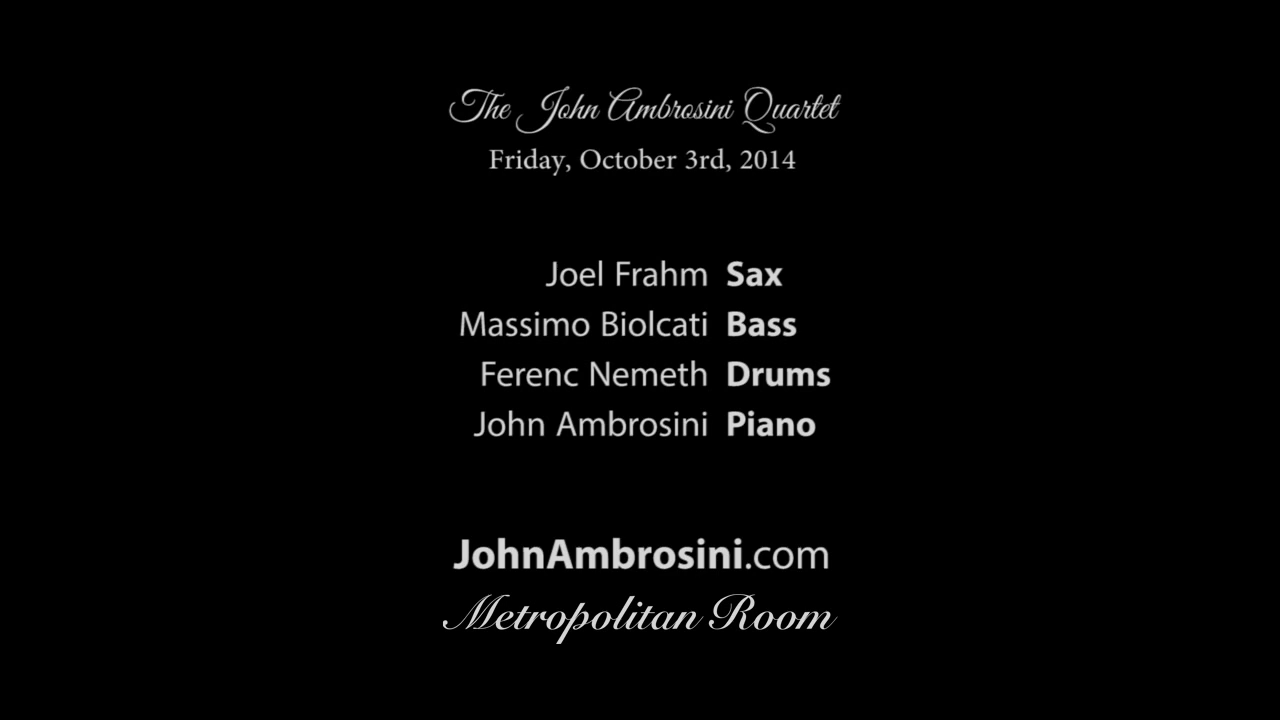 The John Ambrosini Quartet
Friday, October 3rd, 2014
Joel Frahm Sax
Massimo Biolcati Bass
Ferenc Nemeth Drums
John Ambrosini Piano
JohnAmbrosini.com
Metropolitan Room